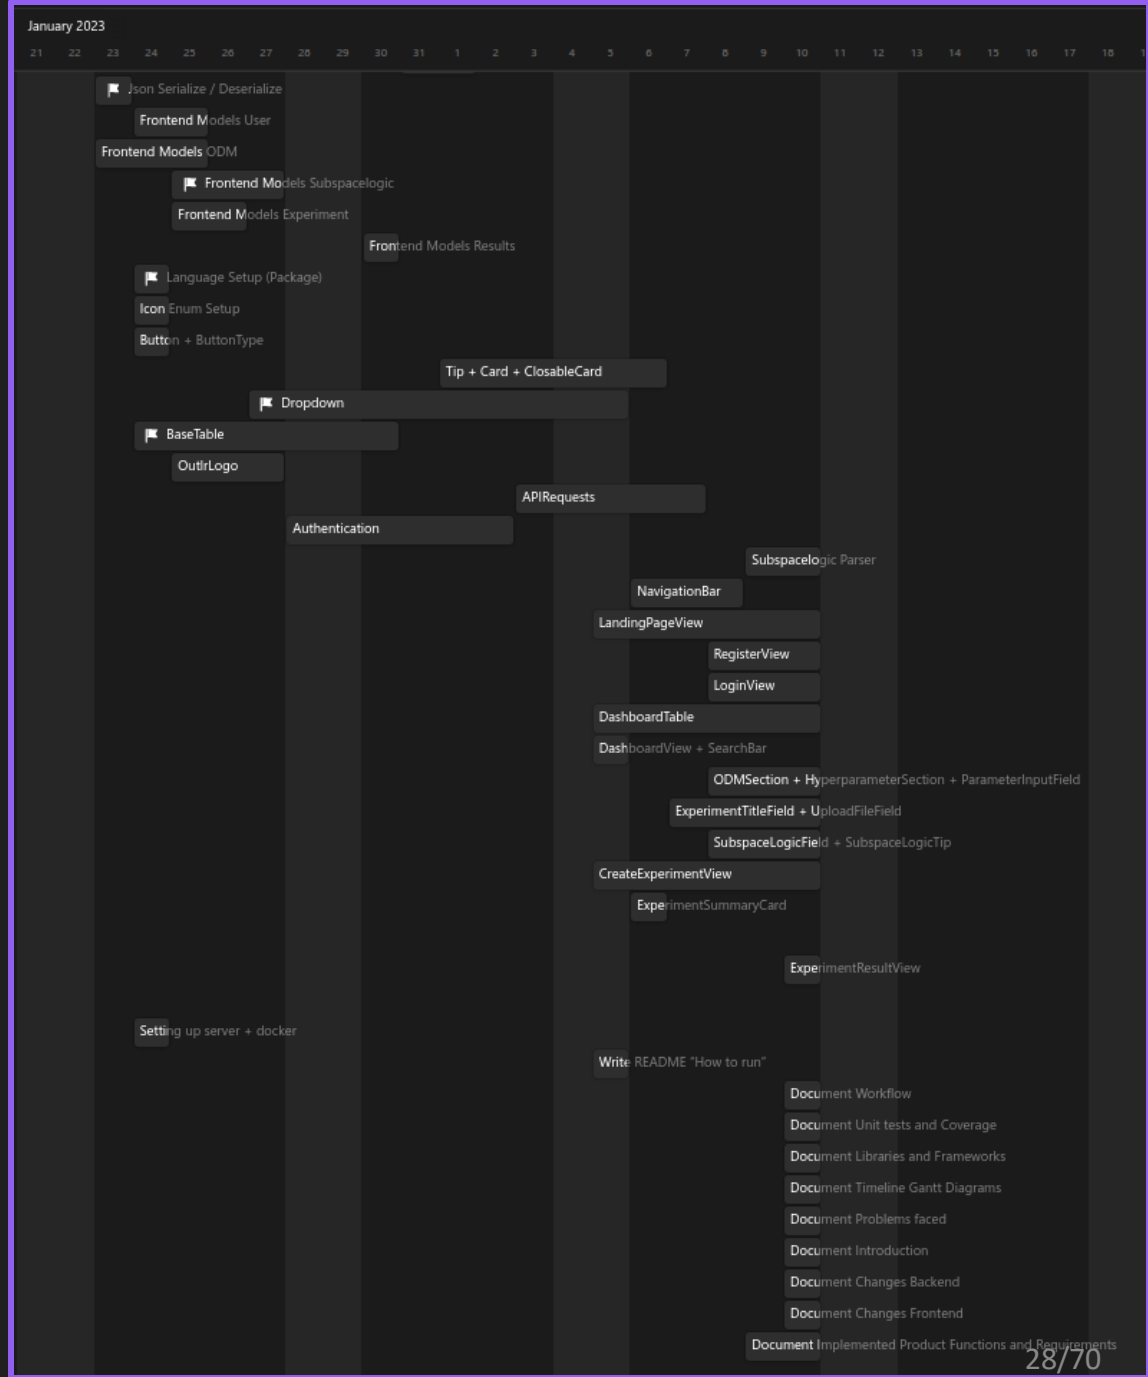 January 2023
21 22 23 24 25 26 27 28 29 30 31 1 2 3 4 5 6 7 8 9 10 11 12 13 14 15 16 17 18
Json Serialize / Deserialize
Frontend Models User
Frontend Models ODM
Frontend Models Subspacelogic
Frontend Models Experiment
Frontend Models Results
Language Setup (Package)
Icon Enum Setup
Button + ButtonType
Tip + Card + ClosableCard
Dropdown
BaseTable
OutlrLogo
APIRequests
Authentication
Subspacelogic Parser
NavigationBar
LandingPageView
RegisterView
LoginView
DashboardTable
DashboardView + SearchBar
ODMSection + HyperparameterSection + ParameterInputField
ExperimentTitleField + UploadFileField
SubspaceLogicField + SubspaceLogicTip
CreateExperimentView
ExperimentSummaryCard
ExperimentResultView
Setting up server + docker
Write README "How to run"
Document Workflow
Document Unit tests and Coverage
Document Libraries and Frameworks
Document Timeline Gantt Diagrams
Document Problems faced
Document Introduction
Document Changes Backend
Document Changes Frontend
Document Implemented Product Functions and Requirements
28/70